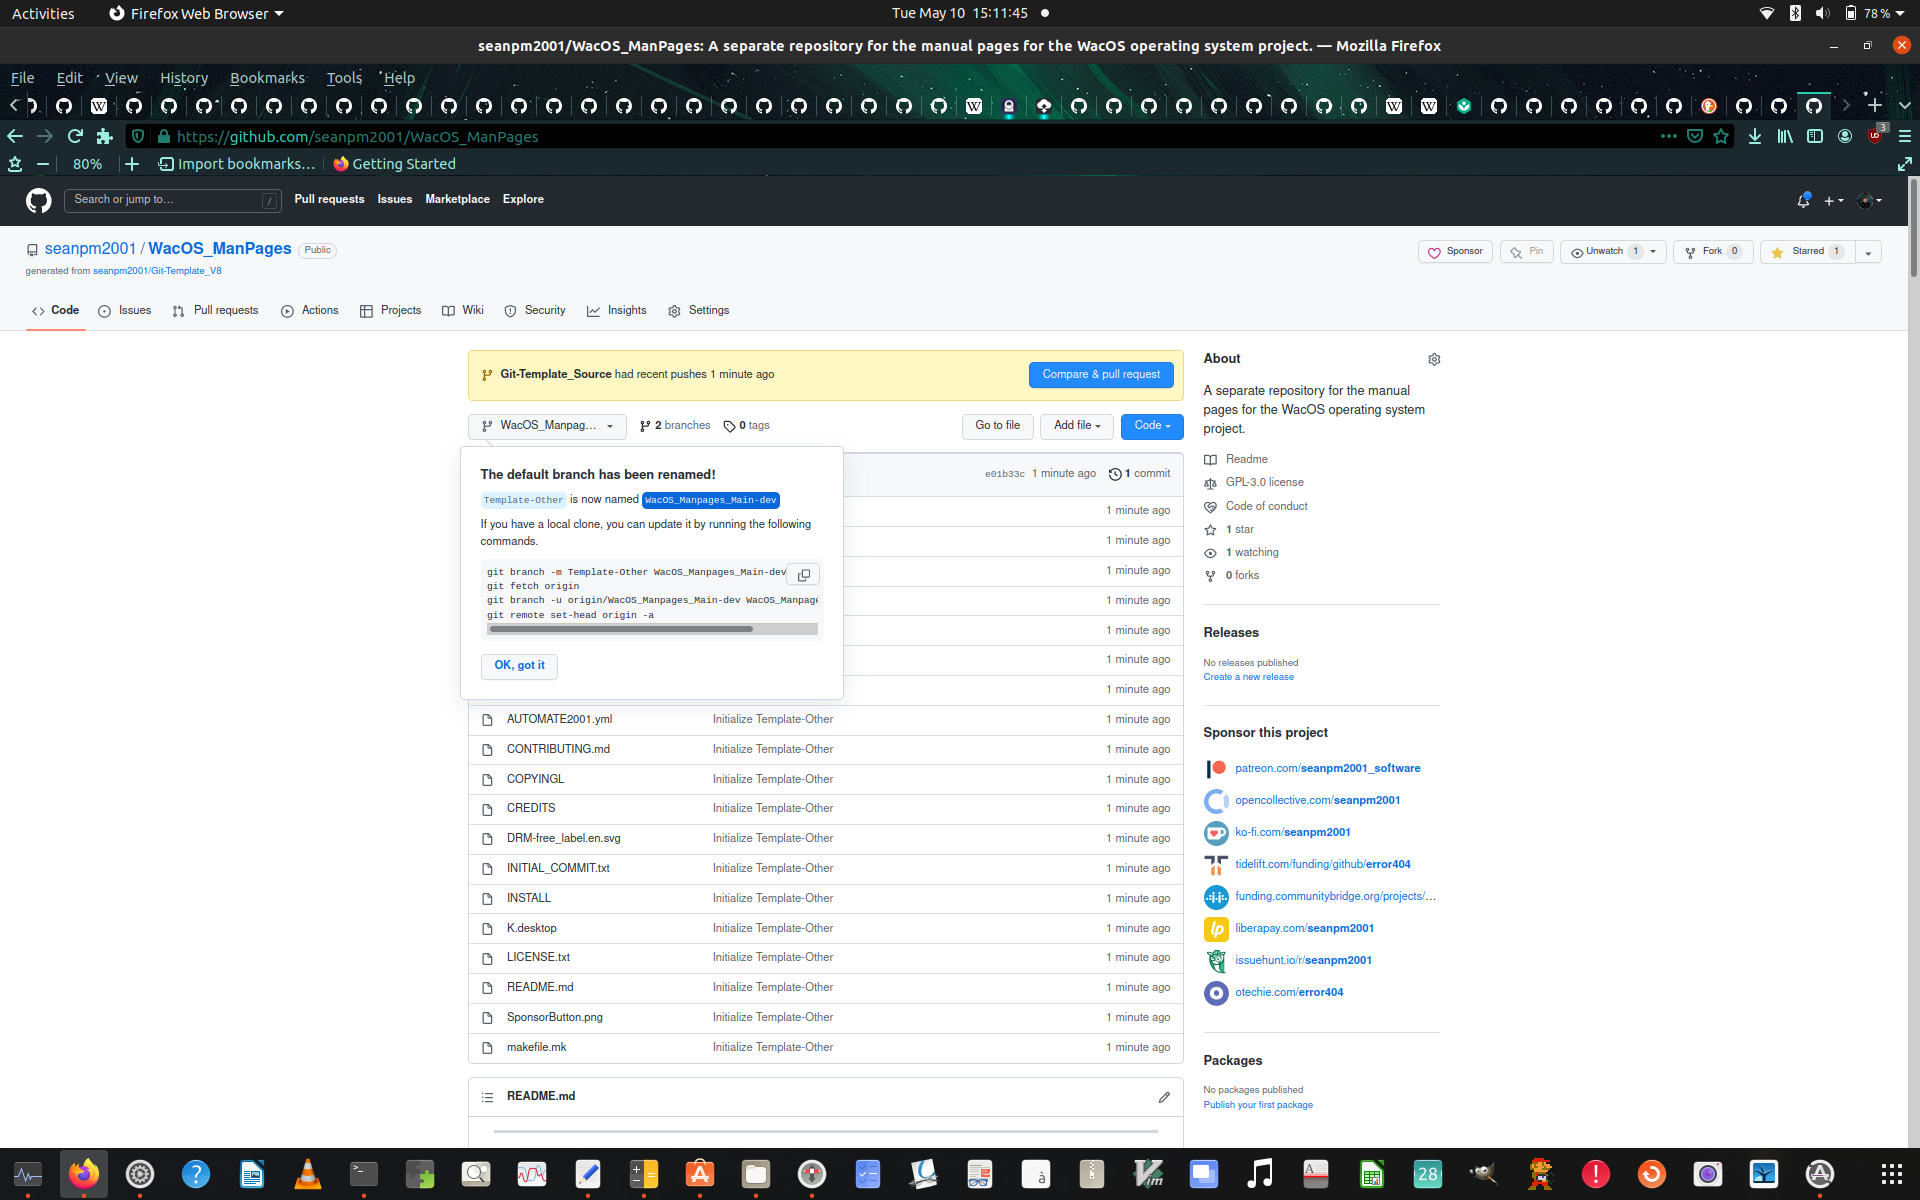 Activities
Firefox Web Browser
Tue May 10 15:11:45
78 %
seanpm2001/WacOS_ManPages: A separate repository for the manual pages for the WacOS operating system project. — Mozilla Firefox
File Edit View History Bookmarks Tools Help
https://github.com/seanpm2001/WacOS_ManPages
3
80%
Import bookmarks...
Getting Started
Search or jump to...
/
Pull requests Issues Marketplace Explore
seanpm2001 / WacOS_ManPages Public
generated from seanpm2001/Git-Template_V8
Sponsor
Pin
Unwatch 1
Fork 0
Starred 1
Code
Issues
Pull requests
Actions
Projects
Wiki
Security
Insights
Settings
Git-Template_Source had recent pushes 1 minute ago
Compare & pull request
WacOS_Manpag...
2 branches
0 tags
Go to file
Add file
Code
The default branch has been renamed!
Template-Other is now named WacOS_Manpages_Main-dev
If you have a local clone, you can update it by running the following
commands.
git branch -m Template-Other WacOS_Manpages_Main-dev
git fetch origin
git branch -u origin/WacOS_Manpages_Main-dev WacOS_Manpage
git remote set-head origin -a
OK, got it
e01b33c 1 minute ago
1 commit
1 minute ago
1 minute ago
1 minute ago
1 minute ago
1 minute ago
1 minute ago
1 minute ago
AUTOMATE2001.yml Initialize Template-Other 1 minute ago
CONTRIBUTING.md Initialize Template-Other 1 minute ago
COPYINGL Initialize Template-Other 1 minute ago
CREDITS Initialize Template-Other 1 minute ago
DRM-free_label.en.svg Initialize Template-Other 1 minute ago
INITIAL_COMMIT.txt Initialize Template-Other 1 minute ago
INSTALL Initialize Template-Other 1 minute ago
K.desktop Initialize Template-Other 1 minute ago
LICENSE.txt Initialize Template-Other 1 minute ago
README.md Initialize Template-Other 1 minute ago
SponsorButton.png Initialize Template-Other 1 minute ago
makefile.mk Initialize Template-Other 1 minute ago
README.md
About
A separate repository for the manual
pages for the WacOS operating system
project.
Readme
GPL-3.0 license
Code of conduct
1 star
1 watching
0 forks
Releases
No releases published
Create a new release
Sponsor this project
patreon.com/seanpm2001_software
opencollective.com/seanpm2001
ko-fi.com/seanpm2001
tidelift.com/funding/github/error404
funding.communitybridge.org/projects/...
liberapay.com/seanpm2001
issuehunt.io/r/seanpm2001
otechie.com/error404
Packages
No packages published
Publish your first package
28